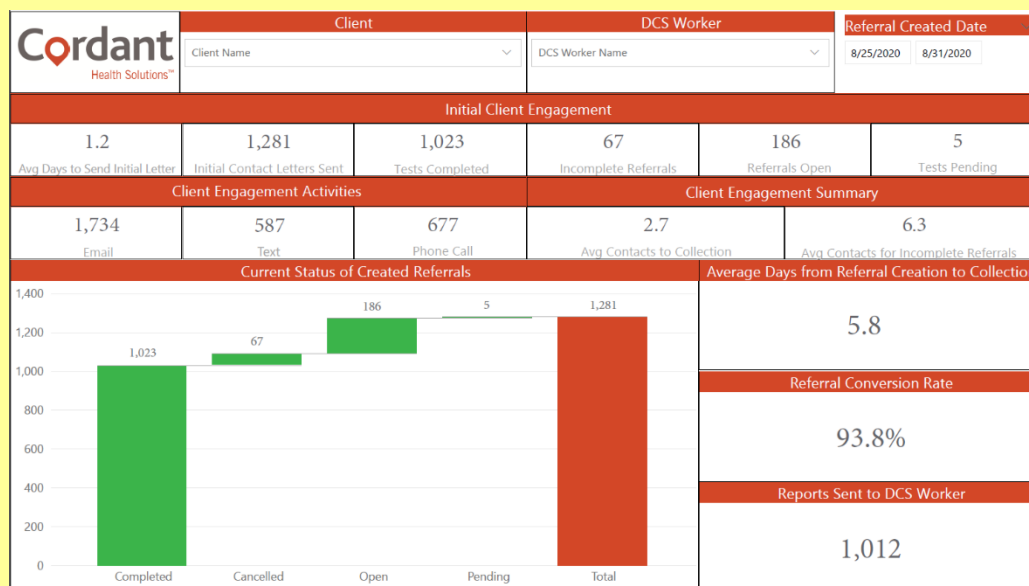 Cordant
Health Solutions™
Client
Client Name
DCS Worker
DCS Worker Name
Referral Created Date
8/25/2020 8/31/2020
Initial Client Engagement
1.2 1,281 1,023 67 186 5
Avg Days to Send Initial Letter Initial Contact Letters Sent Tests Completed Incomplete Referrals Referrals Open Tests Pending
Client Engagement Activities Client Engagement Summary
1,734 587 677 2.7 6.3
Email Text Phone Call Avg Contacts to Collection Avg Contacts for Incomplete Referrals
Current Status of Created Referrals
1,400
1,200
1,000
800
600
400
200
0
1,023
67
186
5
1,281
Completed Cancelled Open Pending Total
Average Days from Referral Creation to Collectio
5.8
Referral Conversion Rate
93.8%
Reports Sent to DCS Worker
1,012